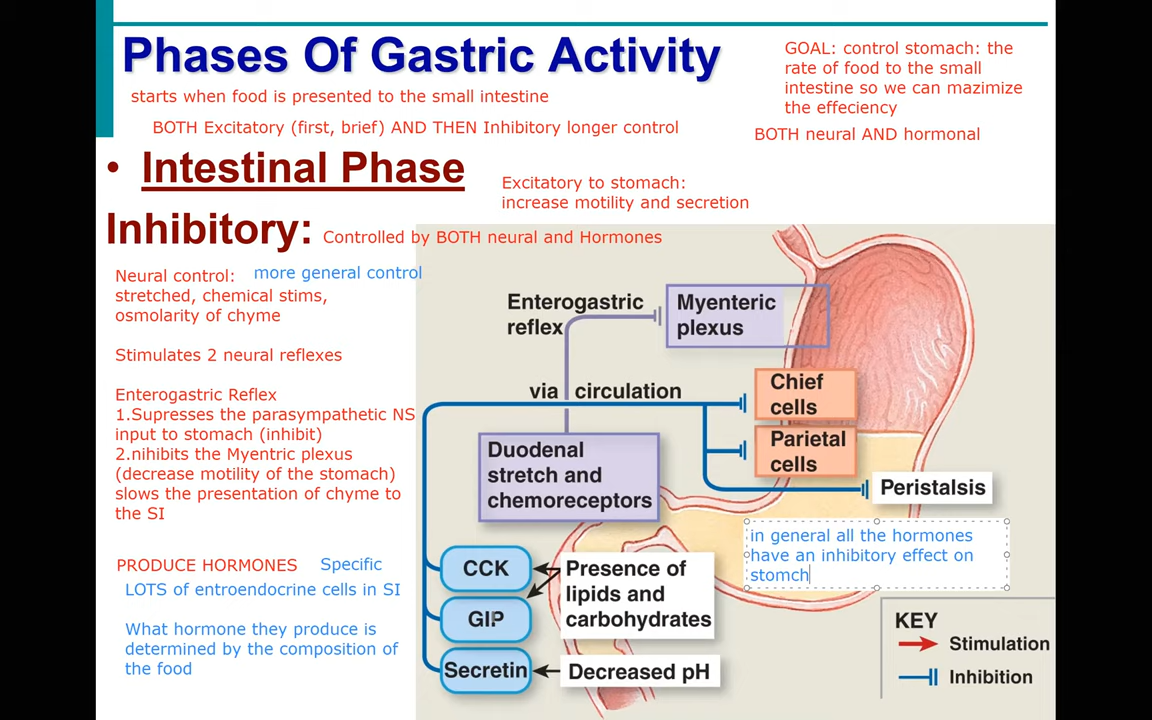 Phases Of Gastric Activity
GOAL: control stomach: the
rate of food to the small
intestine so we can mazimize
the effeciency
starts when food is presented to the small intestine
BOTH Excitatory (first, brief) AND THEN Inhibitory longer control
BOTH neural AND hormonal
• Intestinal Phase
Excitatory to stomach:
increase motility and secretion
Inhibitory:
Controlled by BOTH neural and Hormones
Neural control:
more general control
stretched, chemical stims,
osmolarity of chyme
Stimulates 2 neural reflexes
Enterogastric Reflex
1.Supresses the parasympathetic NS
input to stomach (inhibit)
2.nihibits the Myentric plexus
(decrease motility of the stomach)
slows the presentation of chyme to
the SI
PRODUCE HORMONES
Specific
LOTS of entroendocrine cells in SI
What hormone they produce is
determined by the composition of
the food
Enterogastric
reflex
Myenteric
plexus
via circulation
Chief
cells
Parietal
cells
Duodenal
stretch and
chemoreceptors
Peristalsis
in general all the hormones
have an inhibitory effect on
stomch
CCK
GIP
Secretin
Presence of
lipids and
carbohydrates
Decreased pH
KEY
Stimulation
Inhibition